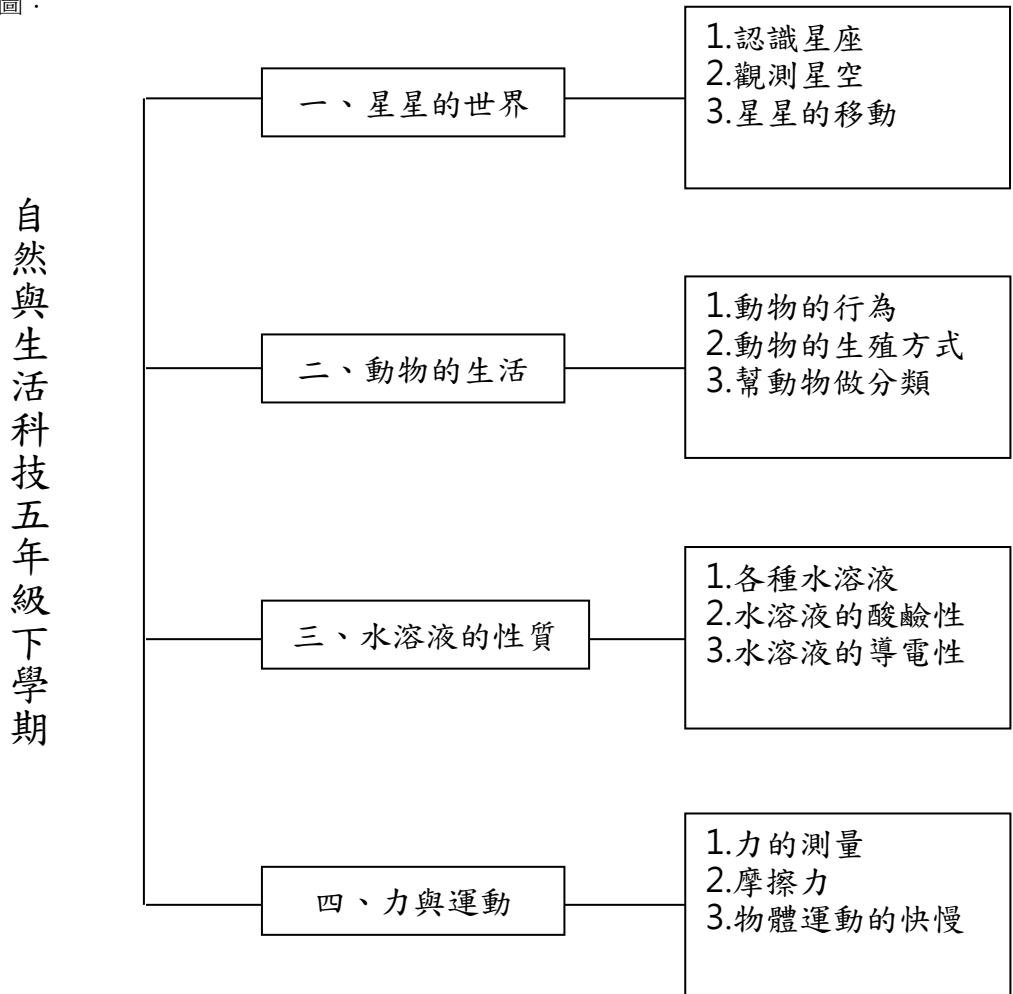 圖：
自然與生活科技五年級下學期
一、星星的世界
1.認識星座
2.觀測星空
3.星星的移動
二、動物的生活
1.動物的行為
2.動物的生殖方式
3.幫動物做分類
三、水溶液的性質
1.各種水溶液
2.水溶液的酸鹼性
3.水溶液的導電性
四、力與運動
1.力的測量
2.摩擦力
3.物體運動的快慢